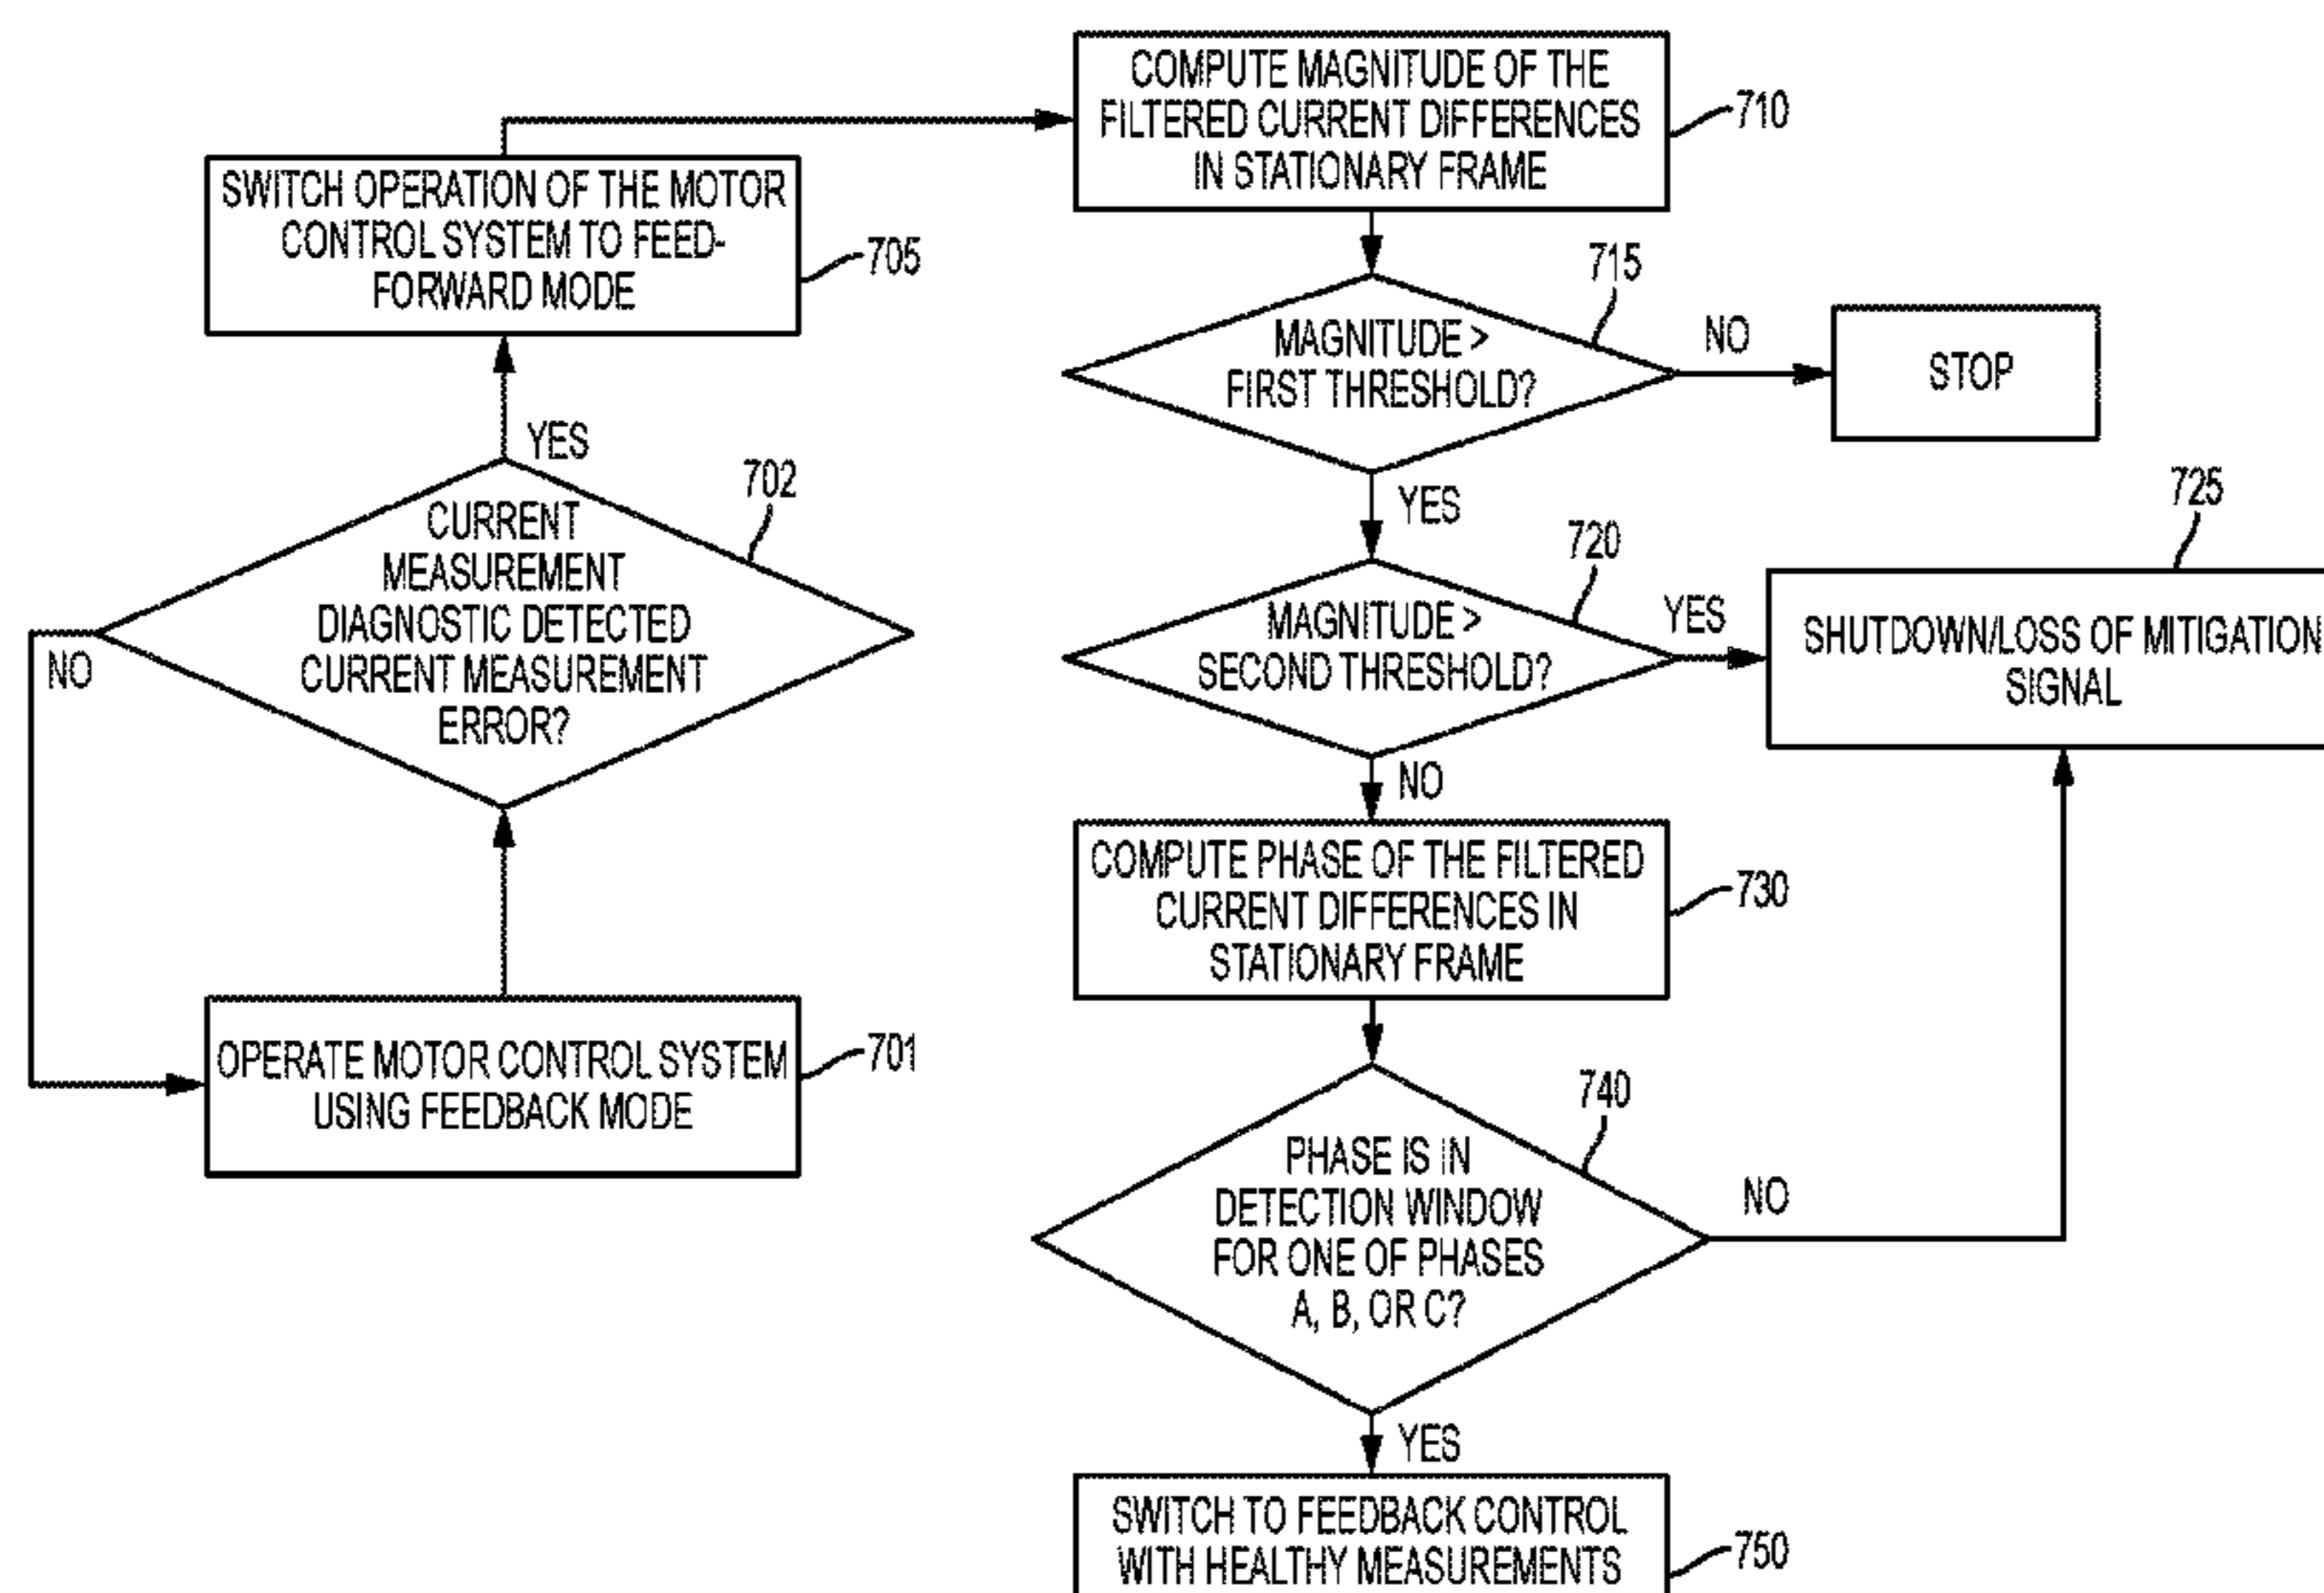 COMPUTE MAGNITUDE OF THE
FILTERED CURRENT DIFFERENCES
IN STATIONARY FRAME
710
SWITCH OPERATION OF THE MOTOR
CONTROL SYSTEM TO FEED-
FORWARD MODE
705
715
MAGNITUDE >
FIRST THRESHOLD?
NO
STOP
YES
702
CURRENT
MEASUREMENT
DIAGNOSTIC DETECTED
CURRENT MEASUREMENT
ERROR?
NO
YES
720
MAGNITUDE >
SECOND THRESHOLD?
YES
725
SHUTDOWN/LOSS OF MITIGATION
SIGNAL
NO
COMPUTE PHASE OF THE FILTERED
CURRENT DIFFERENCES IN
STATIONARY FRAME
730
OPERATE MOTOR CONTROL SYSTEM
USING FEEDBACK MODE
701
740
PHASE IS IN
DETECTION WINDOW
FOR ONE OF PHASES
A, B, OR C?
NO
YES
SWITCH TO FEEDBACK CONTROL
WITH HEALTHY MEASUREMENTS
750